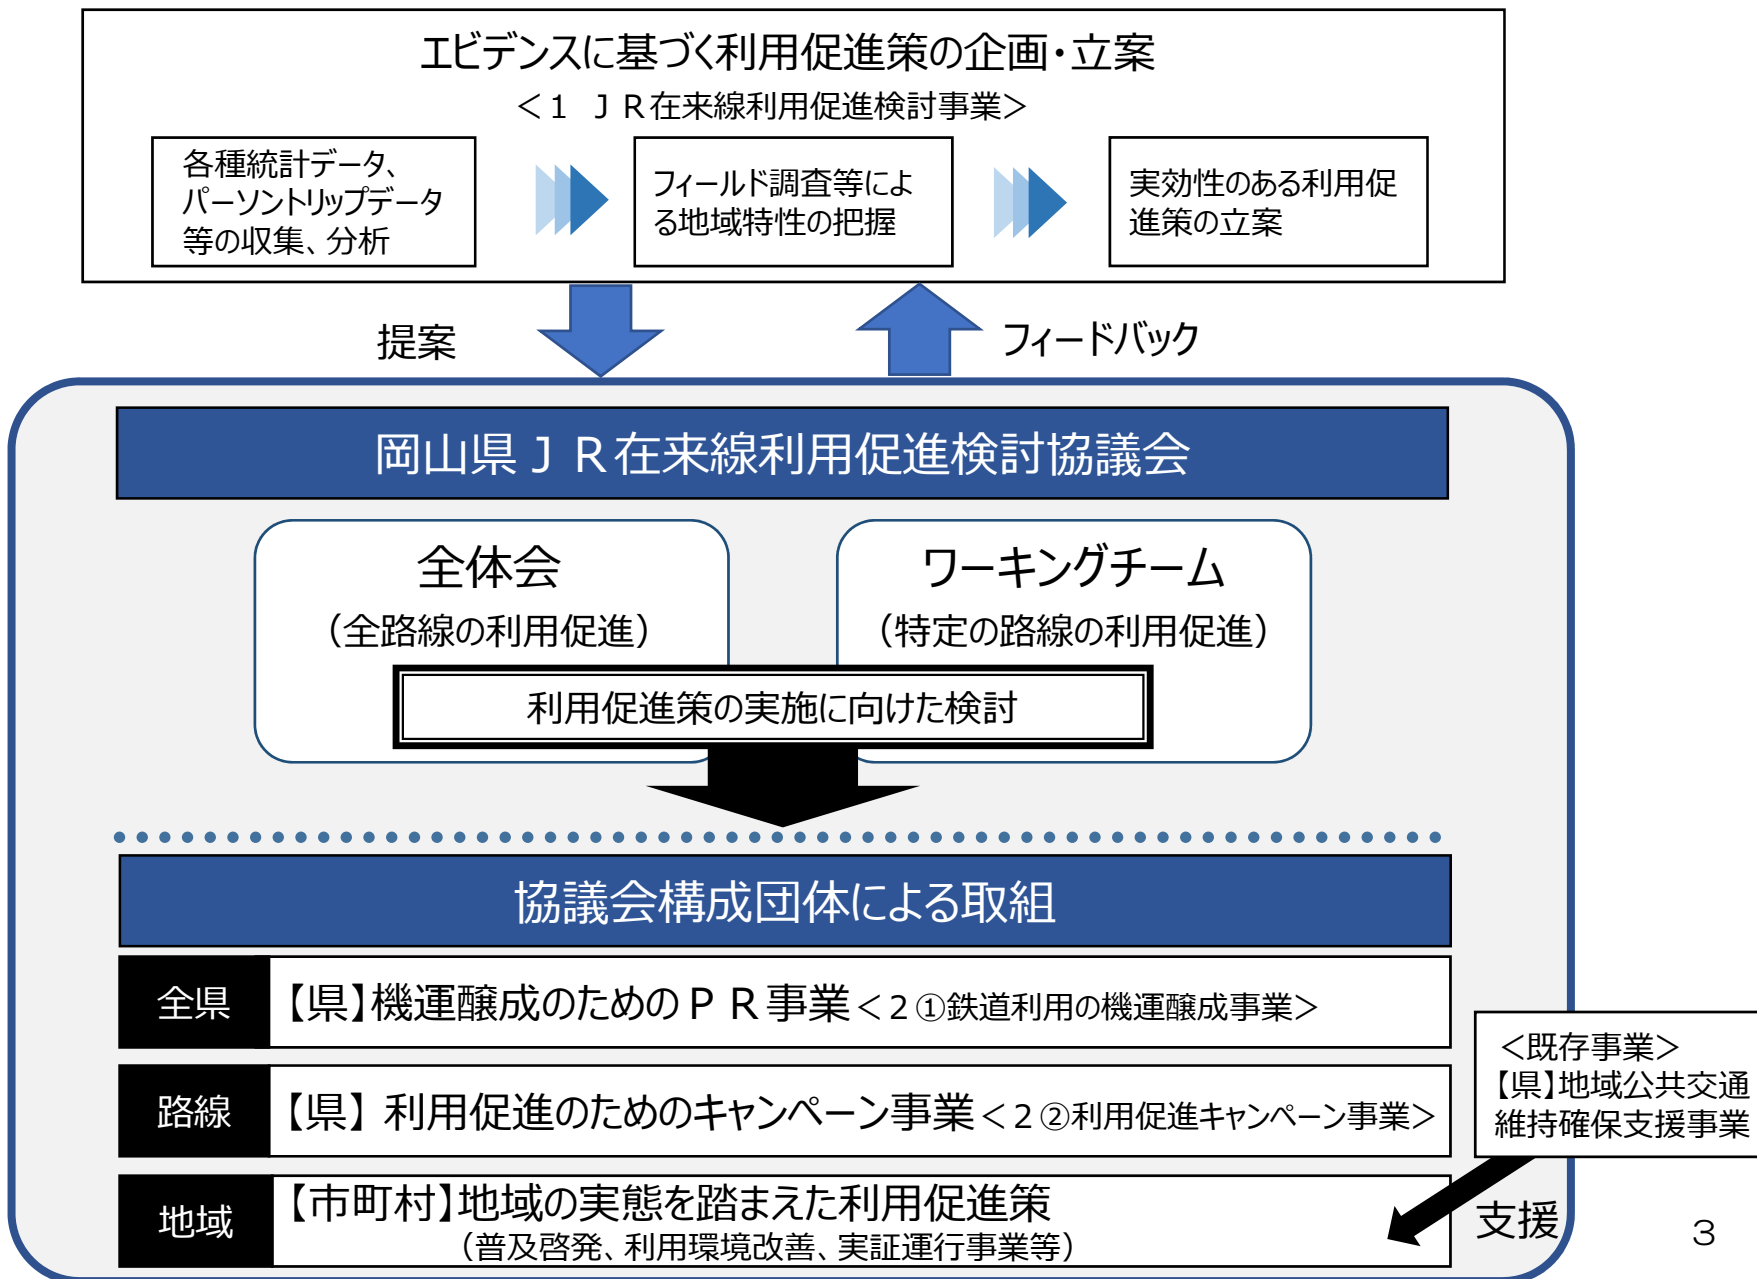 エビデンスに基づく利用促進策の企画・立案
＜１　ＪＲ在来線利用促進検討事業＞
各種統計データ、
パーソントリップデータ
等の収集、分析
フィールド調査等によ
る地域特性の把握
実効性のある利用促
進策の立案
提案
フィードバック
岡山県ＪＲ在来線利用促進検討協議会
全体会
（全路線の利用促進）
ワーキングチーム
（特定の路線の利用促進）
利用促進策の実施に向けた検討
協議会構成団体による取組
全県
【県】機運醸成のためのＰＲ事業＜２①鉄道利用の機運醸成事業＞
路線
【県】利用促進のためのキャンペーン事業＜２②利用促進キャンペーン事業＞
地域
【市町村】地域の実態を踏まえた利用促進策
（普及啓発、利用環境改善、実証運行事業等）
＜既存事業＞
【県】地域公共交通
維持確保支援事業
支援
3